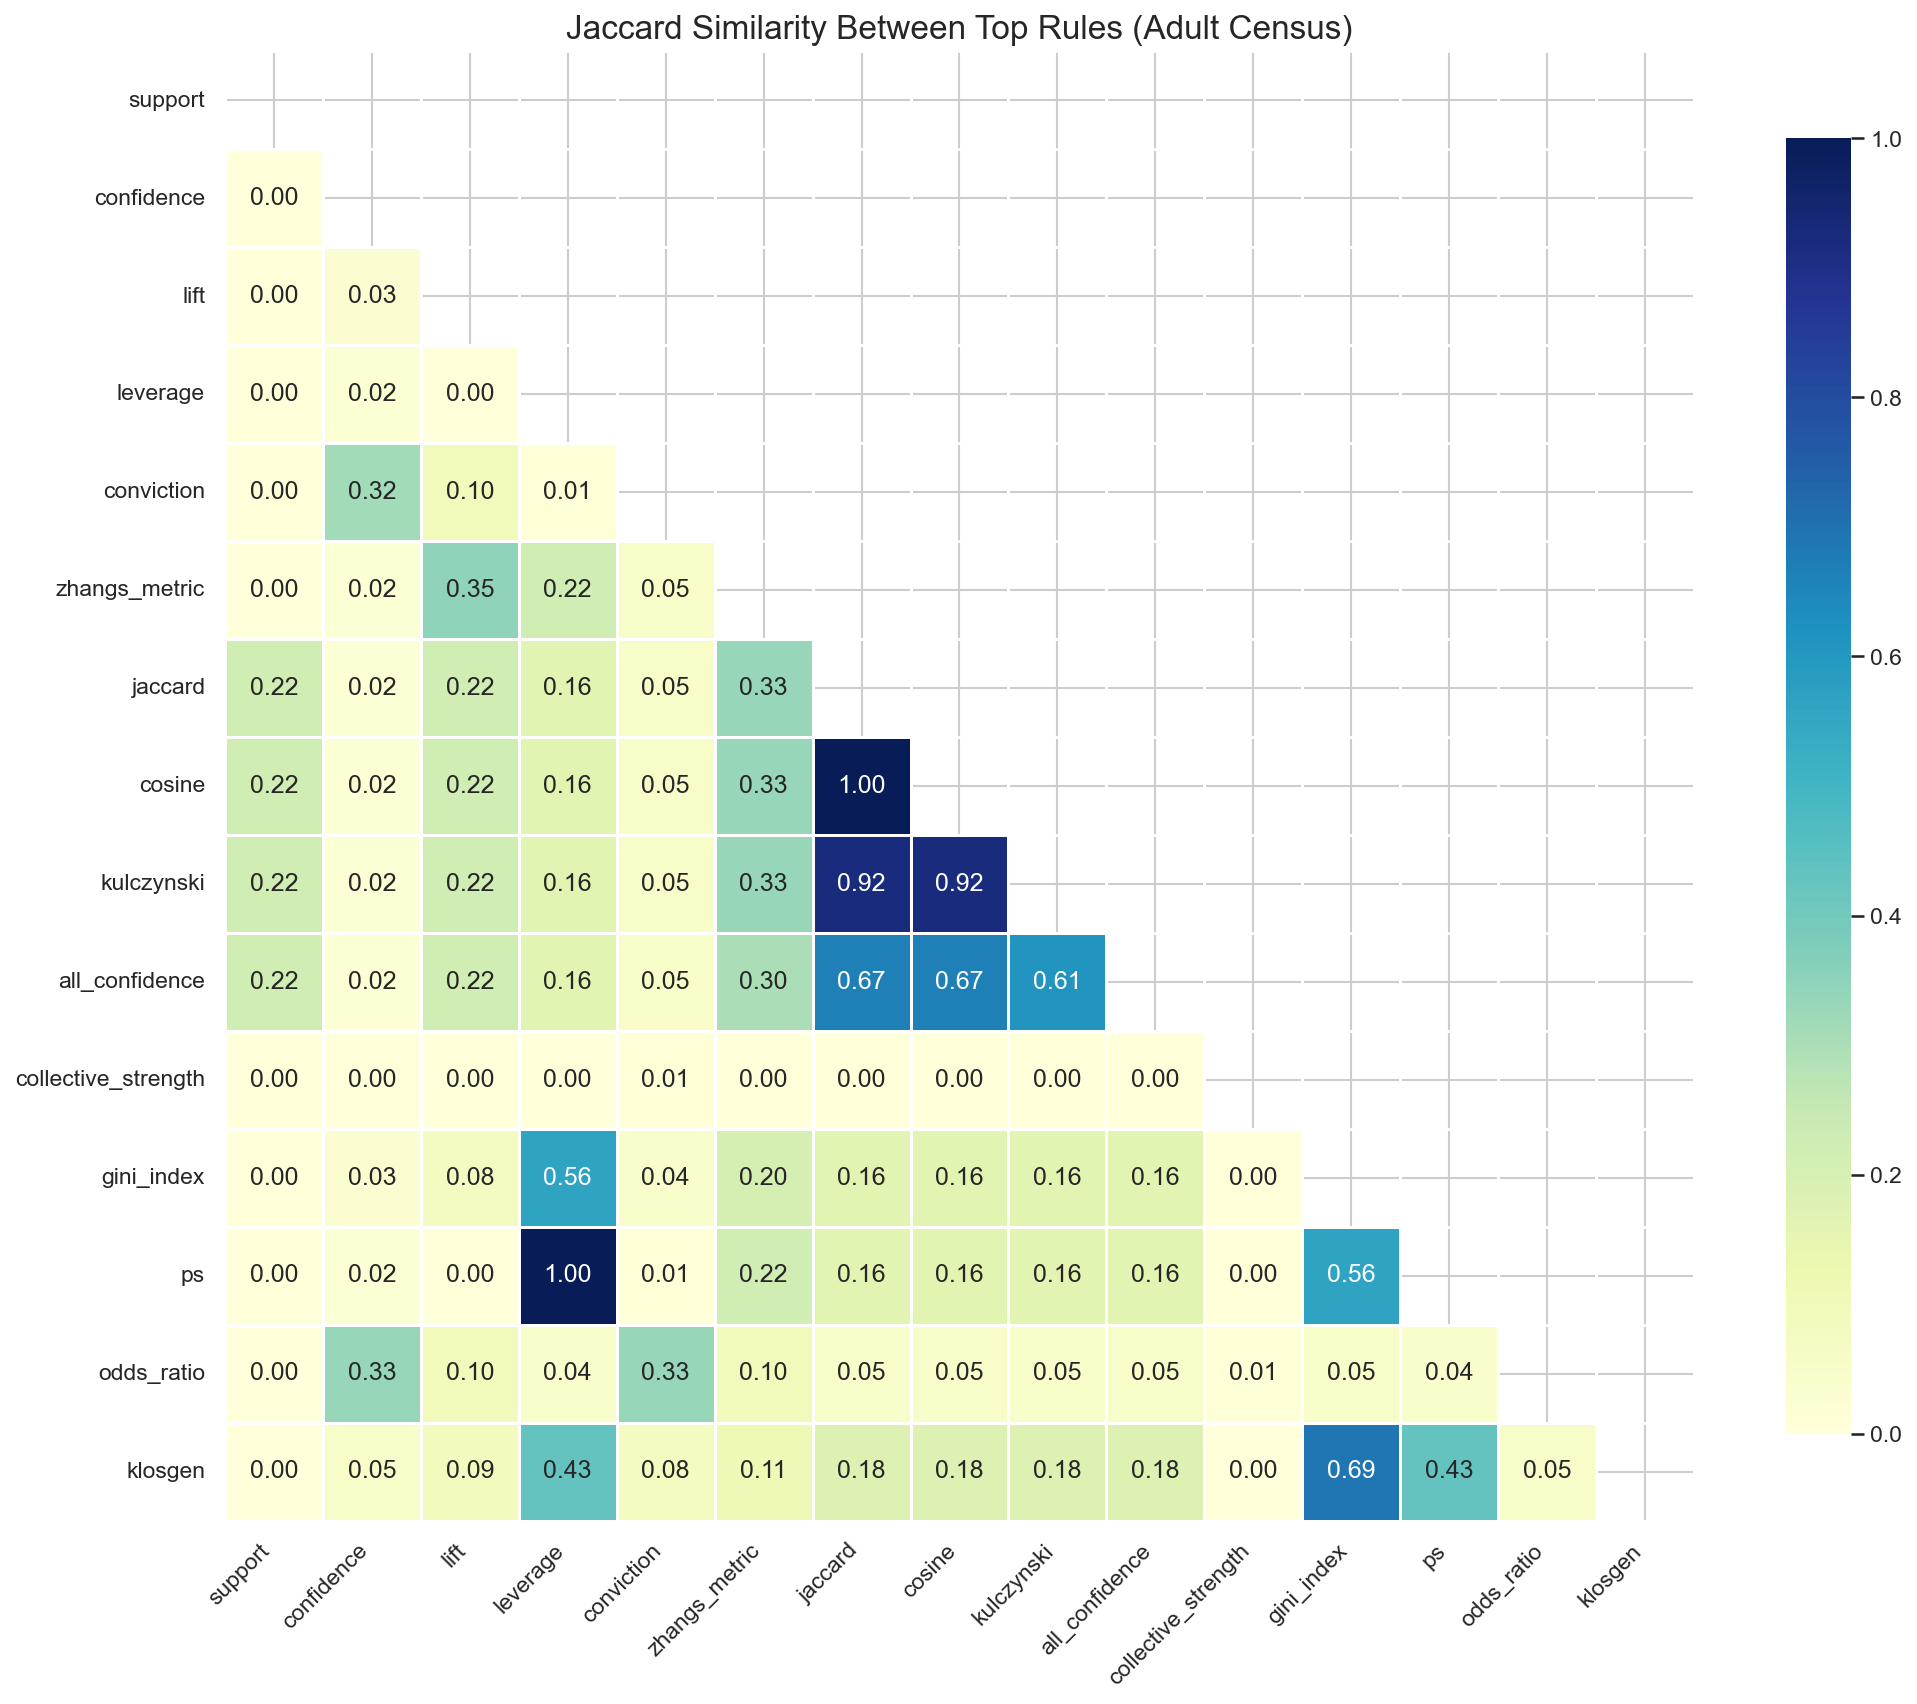 Jaccard Similarity Between Top Rules (Adult Census)
support
confidence 0.00
lift 0.00 0.03
leverage 0.00 0.02 0.00
conviction 0.00 0.32 0.10 0.01
zhangs_metric 0.00 0.02 0.35 0.22 0.05
jaccard 0.22 0.02 0.22 0.16 0.05 0.33
cosine 0.22 0.02 0.22 0.16 0.05 0.33 1.00
kulczynski 0.22 0.02 0.22 0.16 0.05 0.33 0.92 0.92
all_confidence 0.22 0.02 0.22 0.16 0.05 0.30 0.67 0.67 0.61
collective_strength 0.00 0.00 0.00 0.00 0.01 0.00 0.00 0.00 0.00 0.00
gini_index 0.00 0.03 0.08 0.56 0.04 0.20 0.16 0.16 0.16 0.16 0.00
ps 0.00 0.02 0.00 1.00 0.01 0.22 0.16 0.16 0.16 0.16 0.00 0.56
odds_ratio 0.00 0.33 0.10 0.04 0.33 0.10 0.05 0.05 0.05 0.05 0.01 0.05 0.04
klosgen 0.00 0.05 0.09 0.43 0.08 0.11 0.18 0.18 0.18 0.18 0.00 0.69 0.43 0.05
support confidence lift leverage conviction zhangs_metric jaccard cosine kulczynski all_confidence collective_strength gini_index ps odds_ratio klosgen
1.0
0.8
0.6
0.4
0.2
0.0